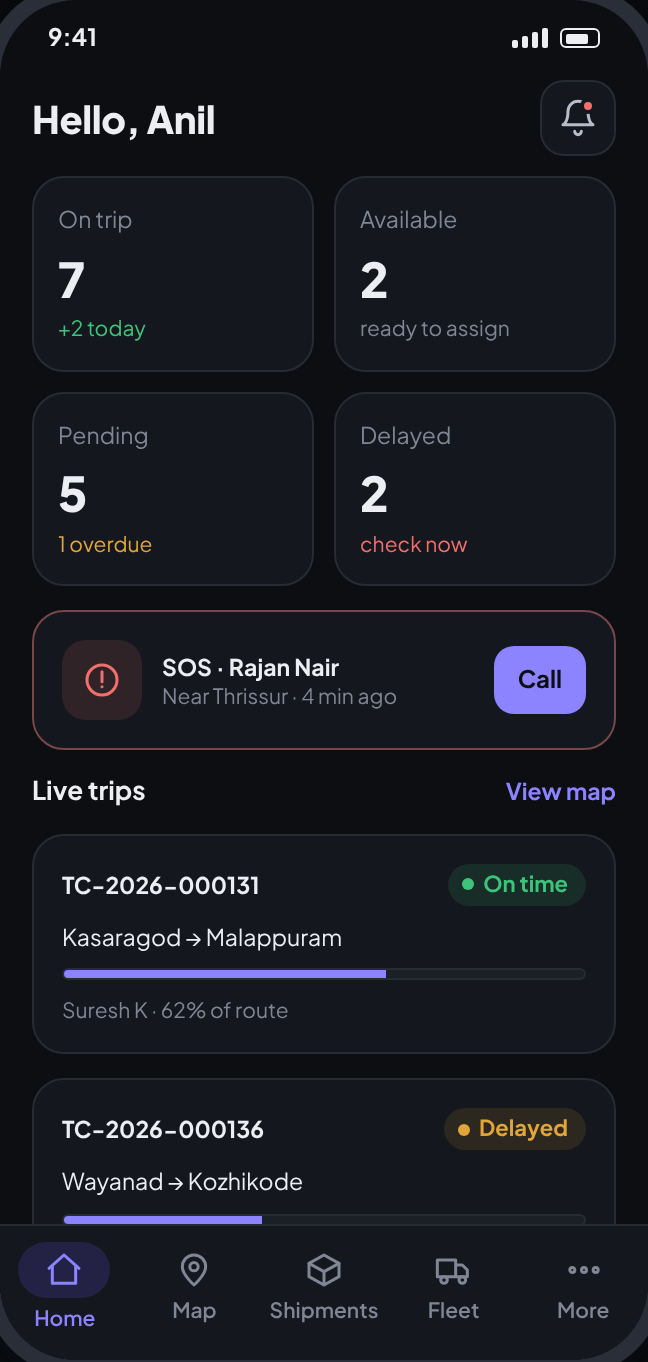 9:41
Hello, Anil
On trip
7
+2 today
Available
2
ready to assign
Pending
5
1 overdue
Delayed
2
check now
SOS · Rajan Nair
Near Thrissur · 4 min ago
Call
Live trips
View map
TC-2026-000131
On time
Kasaragod → Malappuram
Suresh K · 62% of route
TC-2026-000136
Delayed
Wayanad → Kozhikode
Home
Map
Shipments
Fleet
More